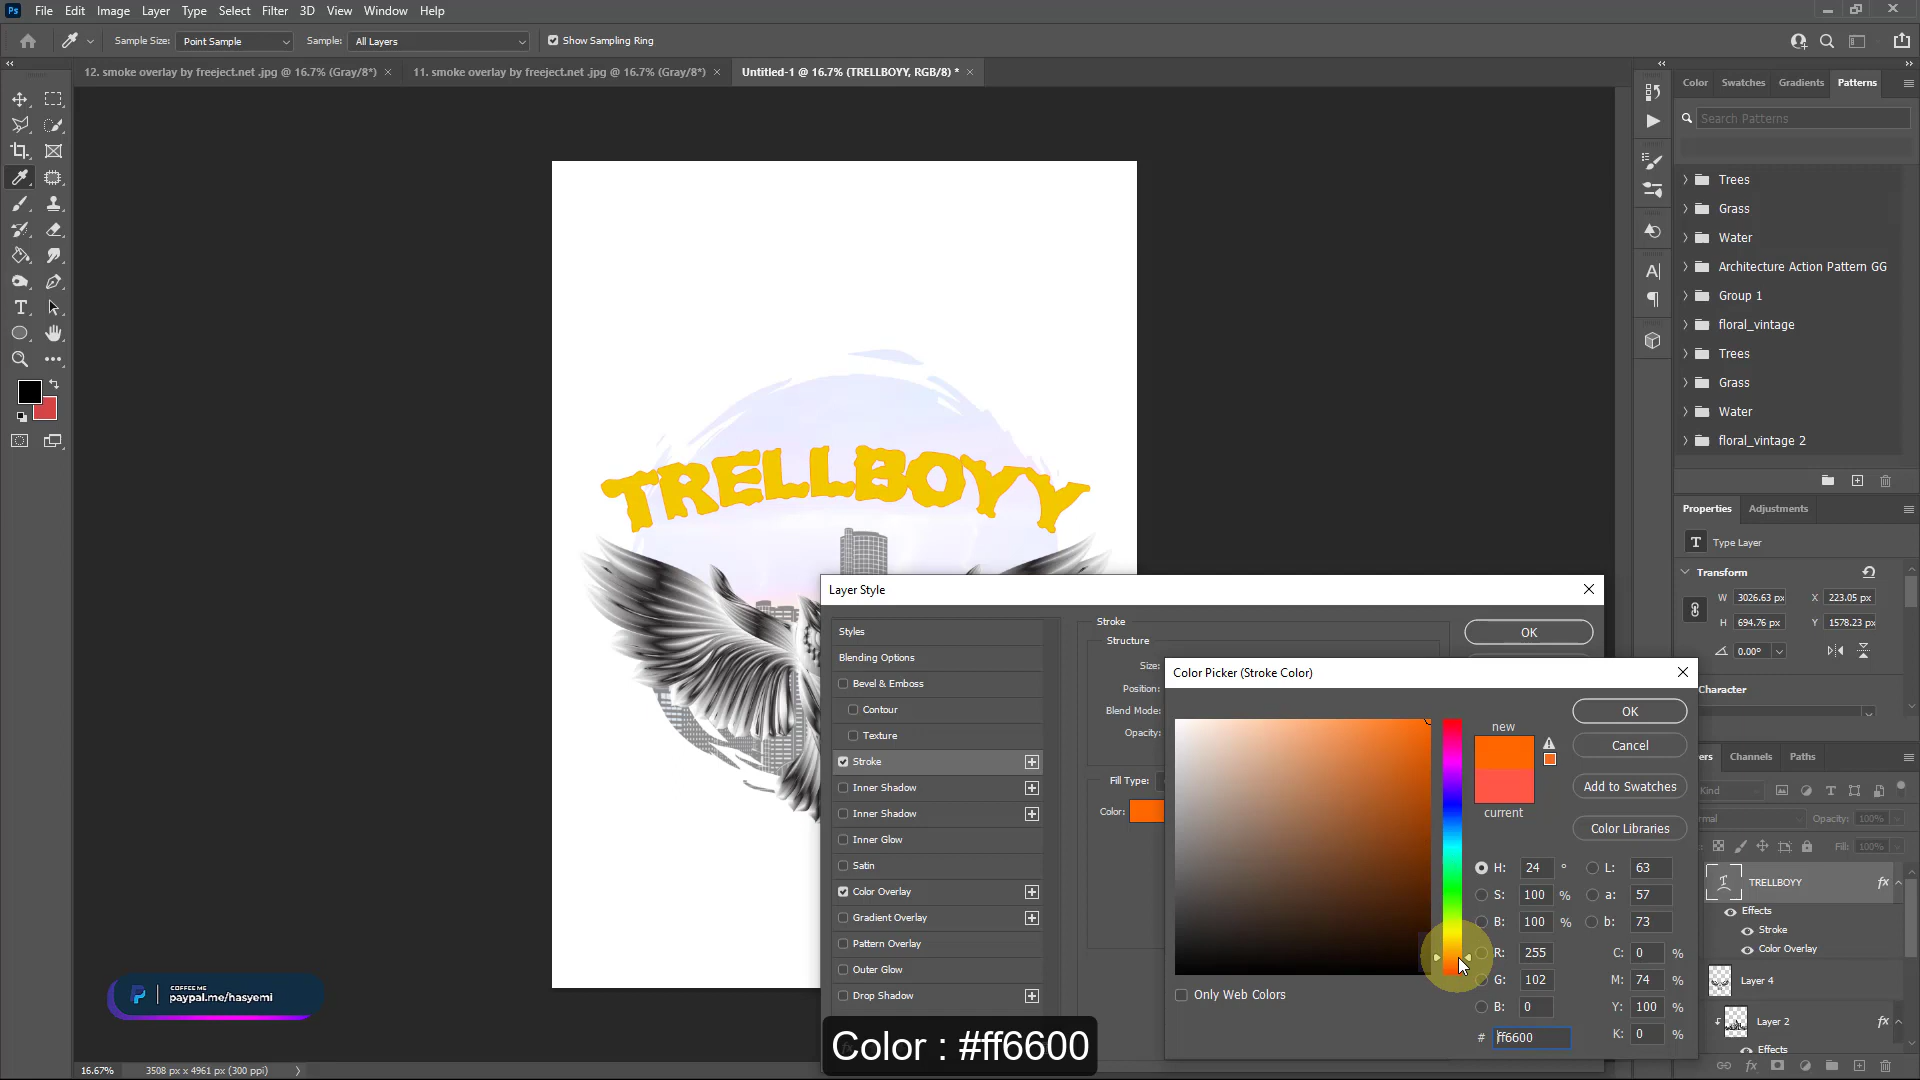 Ps File Edit Image Layer Type Select Filter 3D View Window Help
Sample Size: Point Sample Sample: All Layers Show Sampling Ring
12. smoke overlay by freeject.net .jpg @ 16.7% (Gray/8*) × 11. smoke overlay by freeject.net .jpg @ 16.7% (Gray/8*) × Untitled-1 @ 16.7% (TRELLBOYY, RGB/8) * ×
Color Swatches Gradients Patterns
Search Patterns
Trees
Grass
Water
Architecture Action Pattern GG
Group 1
floral_vintage
Trees
Grass
Water
floral_vintage 2
TRELLBOYY
Properties Adjustments
Type Layer
Transform
W 3026.63 px X 223.05 px
H 694.76 px Y 1578.23 px
0.00°
Character
Layer Style
Styles
Blending Options
Bevel & Emboss
Contour
Texture
Stroke
Inner Shadow
Inner Shadow
Inner Glow
Satin
Color Overlay
Gradient Overlay
Pattern Overlay
Outer Glow
Drop Shadow
Stroke
Structure
Size:
Position:
Blend Mode:
Opacity:
Fill Type:
Color:
OK
Color Picker (Stroke Color)
new
current
OK
Cancel
Add to Swatches
Color Libraries
H: 24 ° L: 63
S: 100 % a: 57
B: 100 % b: 73
R: 255 C: 0 %
G: 102 M: 74 %
B: 0 Y: 100 %
# ff6600 K: 0 %
Only Web Colors
ers Channels Paths
Kind
rmal Opacity: 100%
Fill: 100%
TRELLBOYY fx
Effects
Stroke
Color Overlay
Layer 4
Layer 2 fx
Effects
COFFEE ME
paypal.me/hasyemi
Color : #ff6600
16.67% 3508 px x 4961 px (300 ppi)